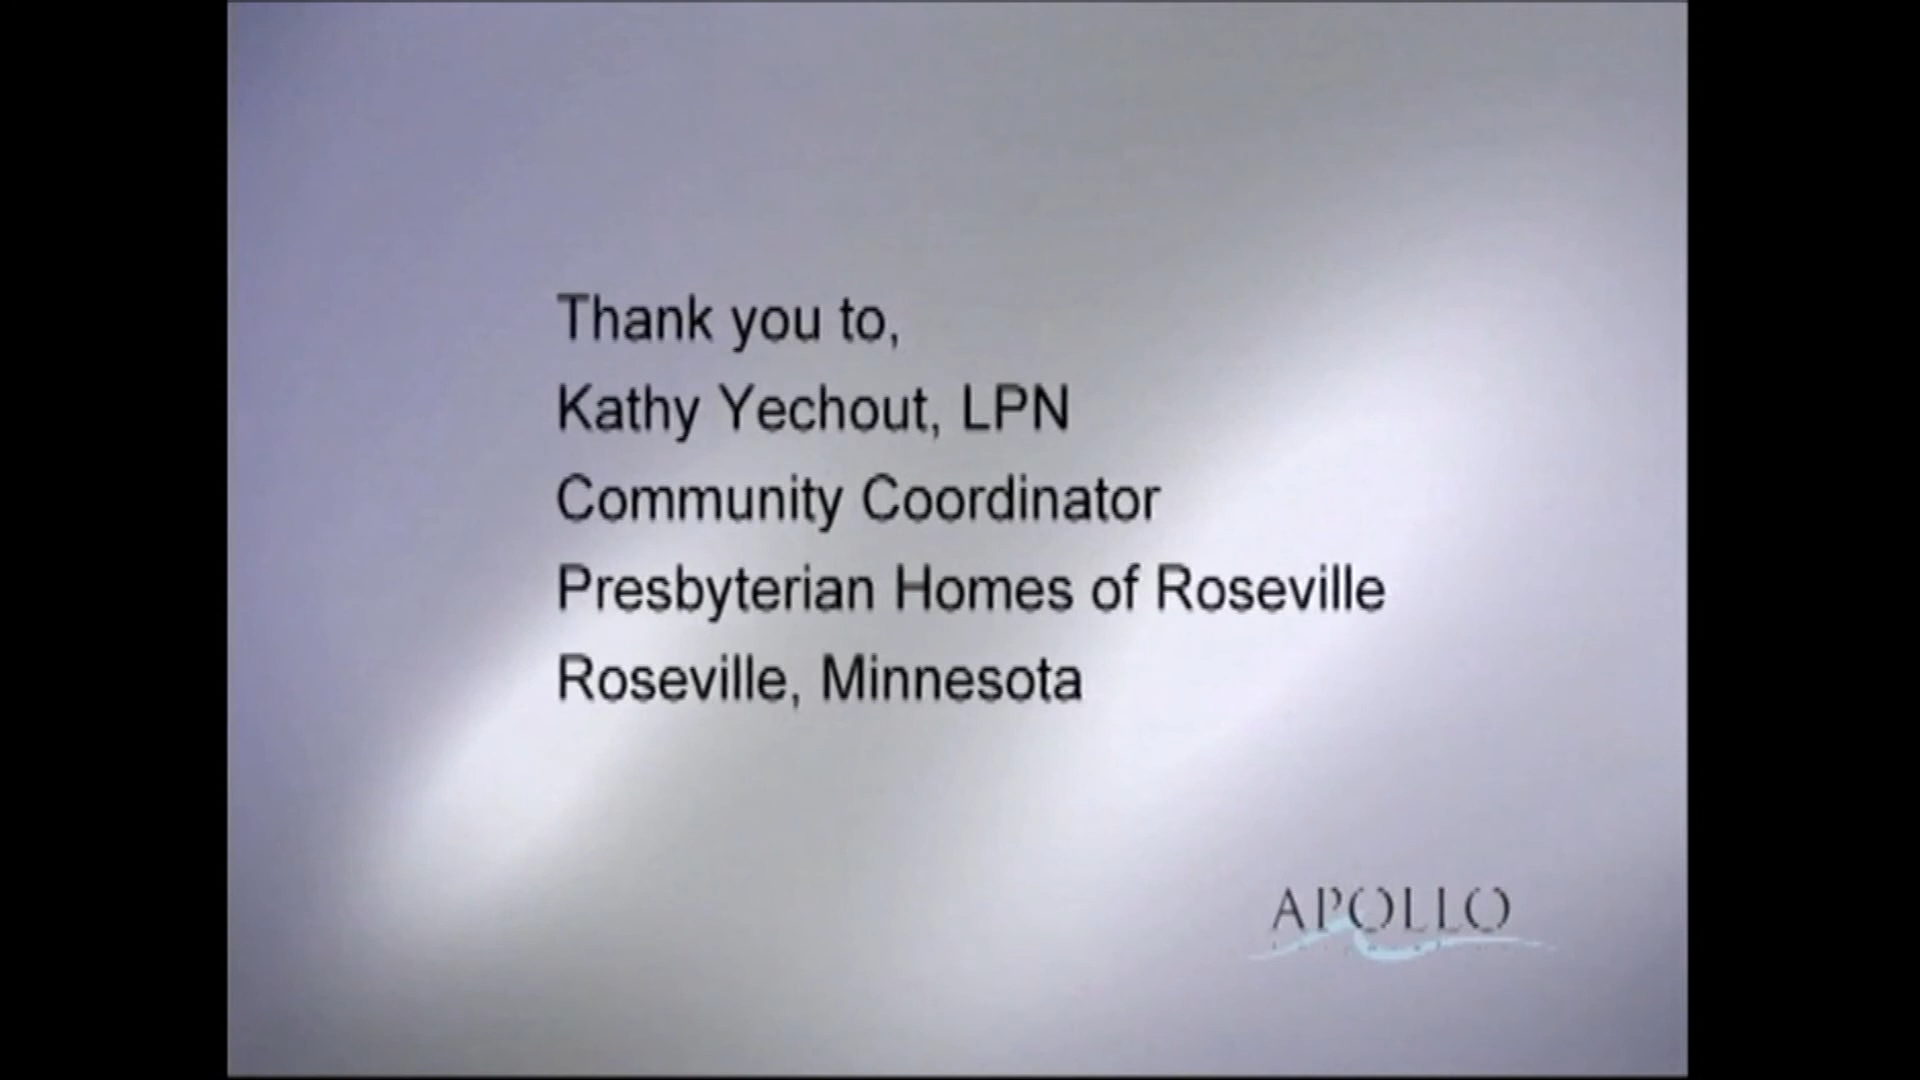 Thank you to,
Kathy Yechout, LPN
Community Coordinator
Presbyterian Homes of Roseville
Roseville, Minnesota
APOLLO